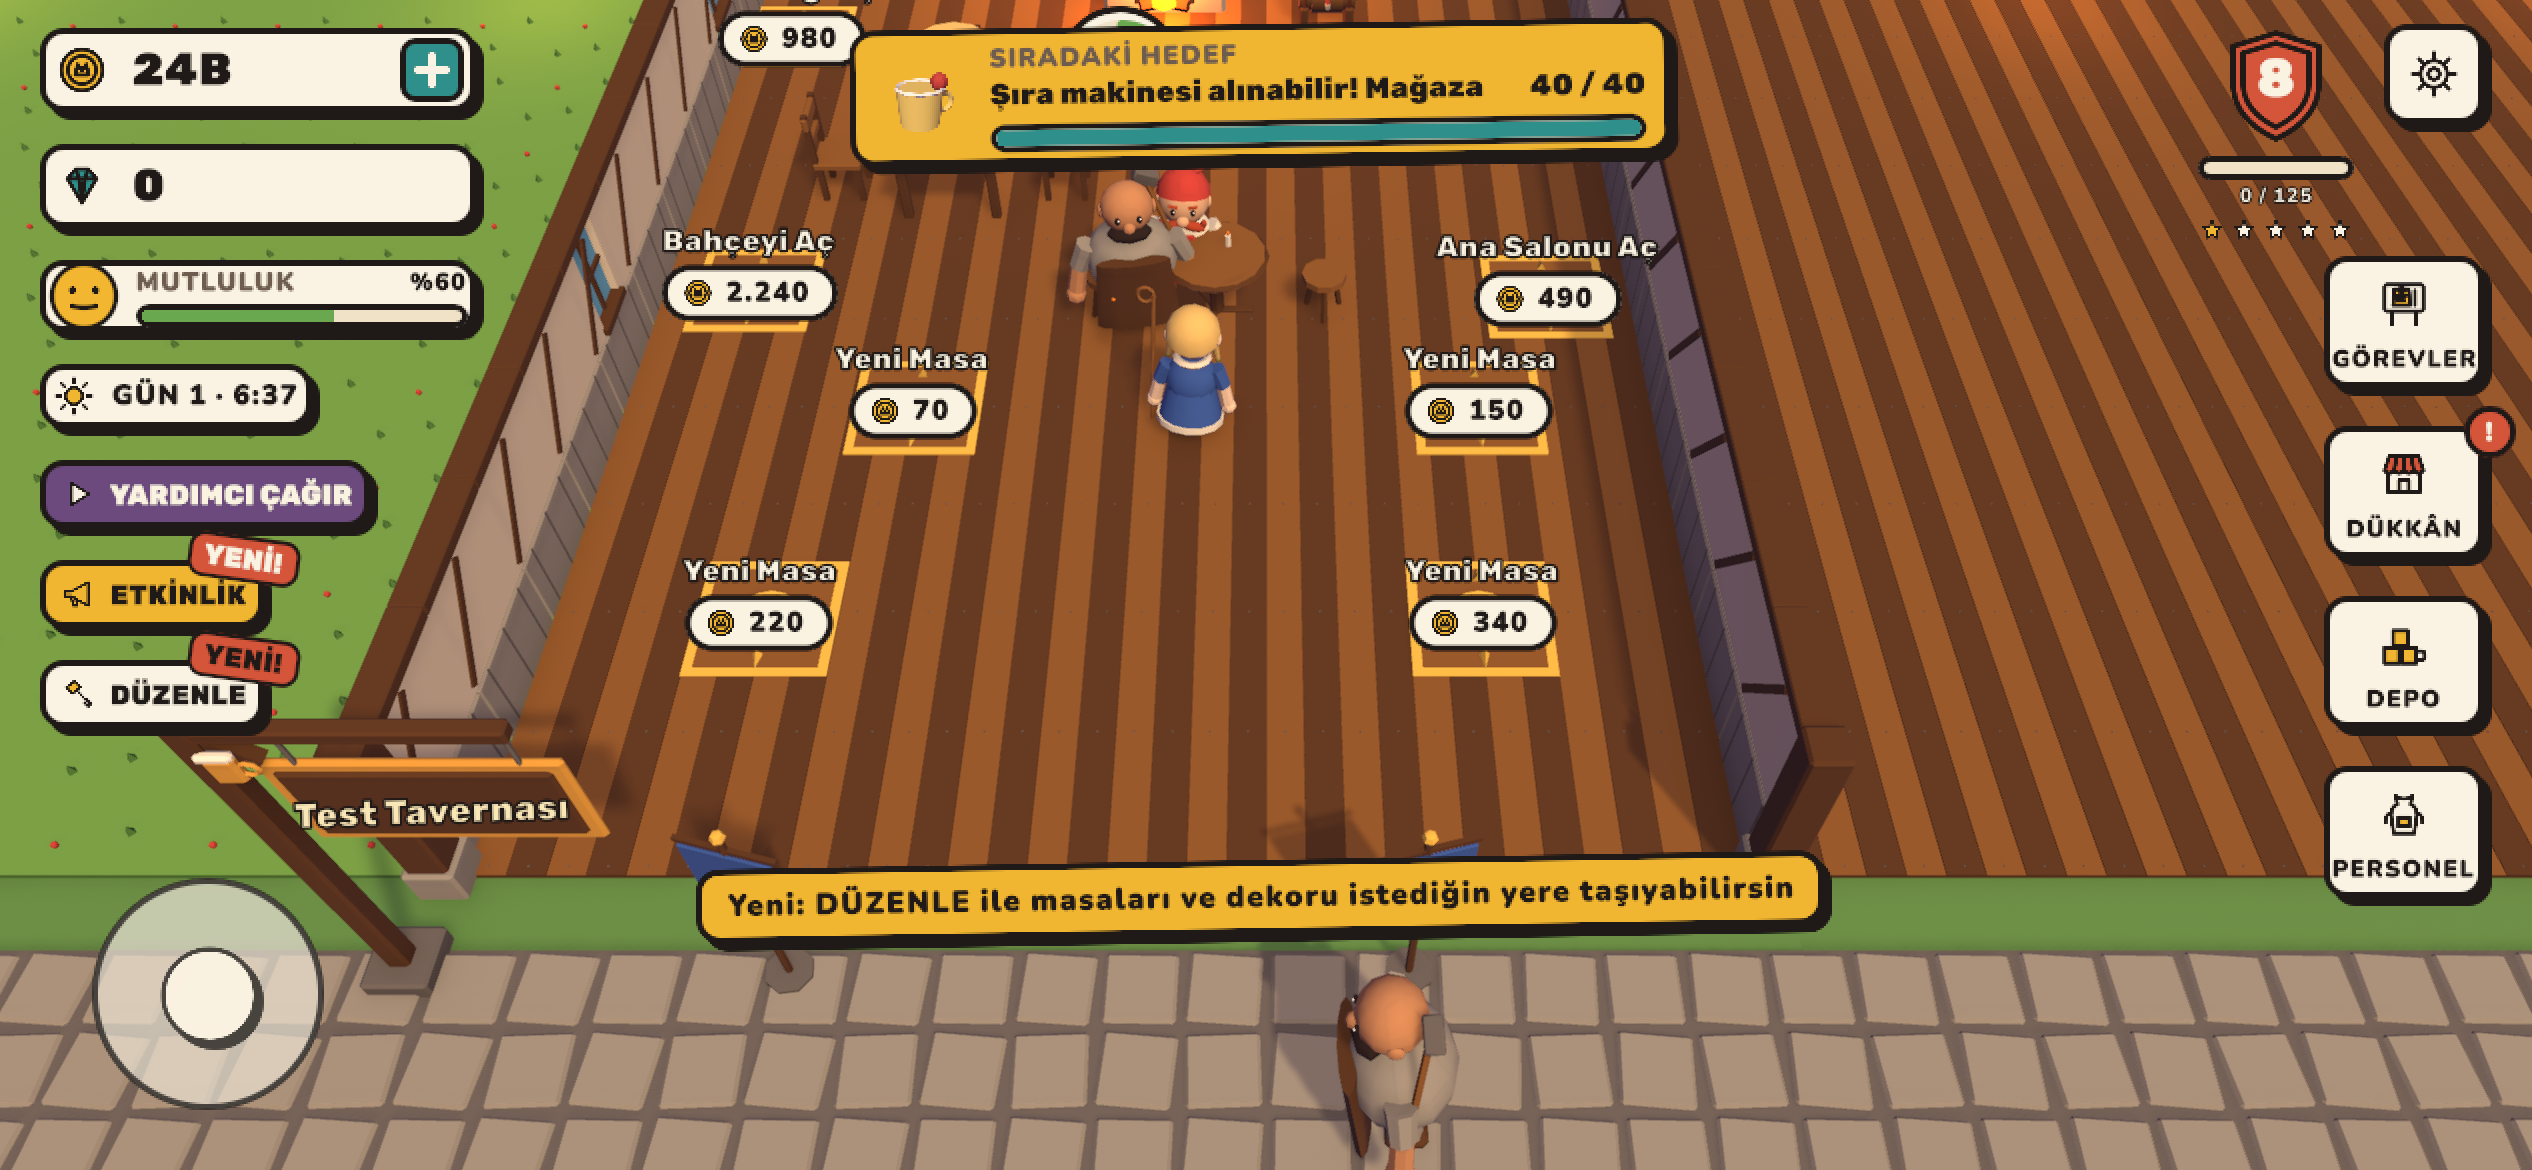 24B
0
MUTLULUK %60
GÜN 1 · 6:37
YARDIMCI ÇAĞIR
YENİ!
ETKİNLİK
YENİ!
DÜZENLE
980
SIRADAKİ HEDEF
Şıra makinesi alınabilir! Mağaza 40 / 40
8
0 / 125
Bahçeyi Aç
2.240
Ana Salonu Aç
490
Yeni Masa
70
Yeni Masa
150
Yeni Masa
220
Yeni Masa
340
GÖREVLER
!
DÜKKÂN
DEPO
PERSONEL
Test Tavernası
Yeni: DÜZENLE ile masaları ve dekoru istediğin yere taşıyabilirsin